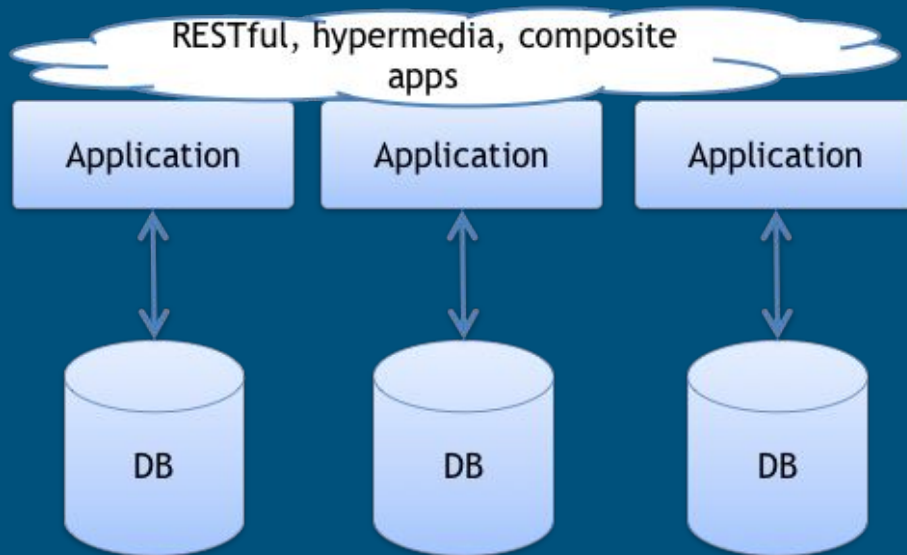 RESTful, hypermedia, composite
apps
Application
Application
Application
DB
DB
DB